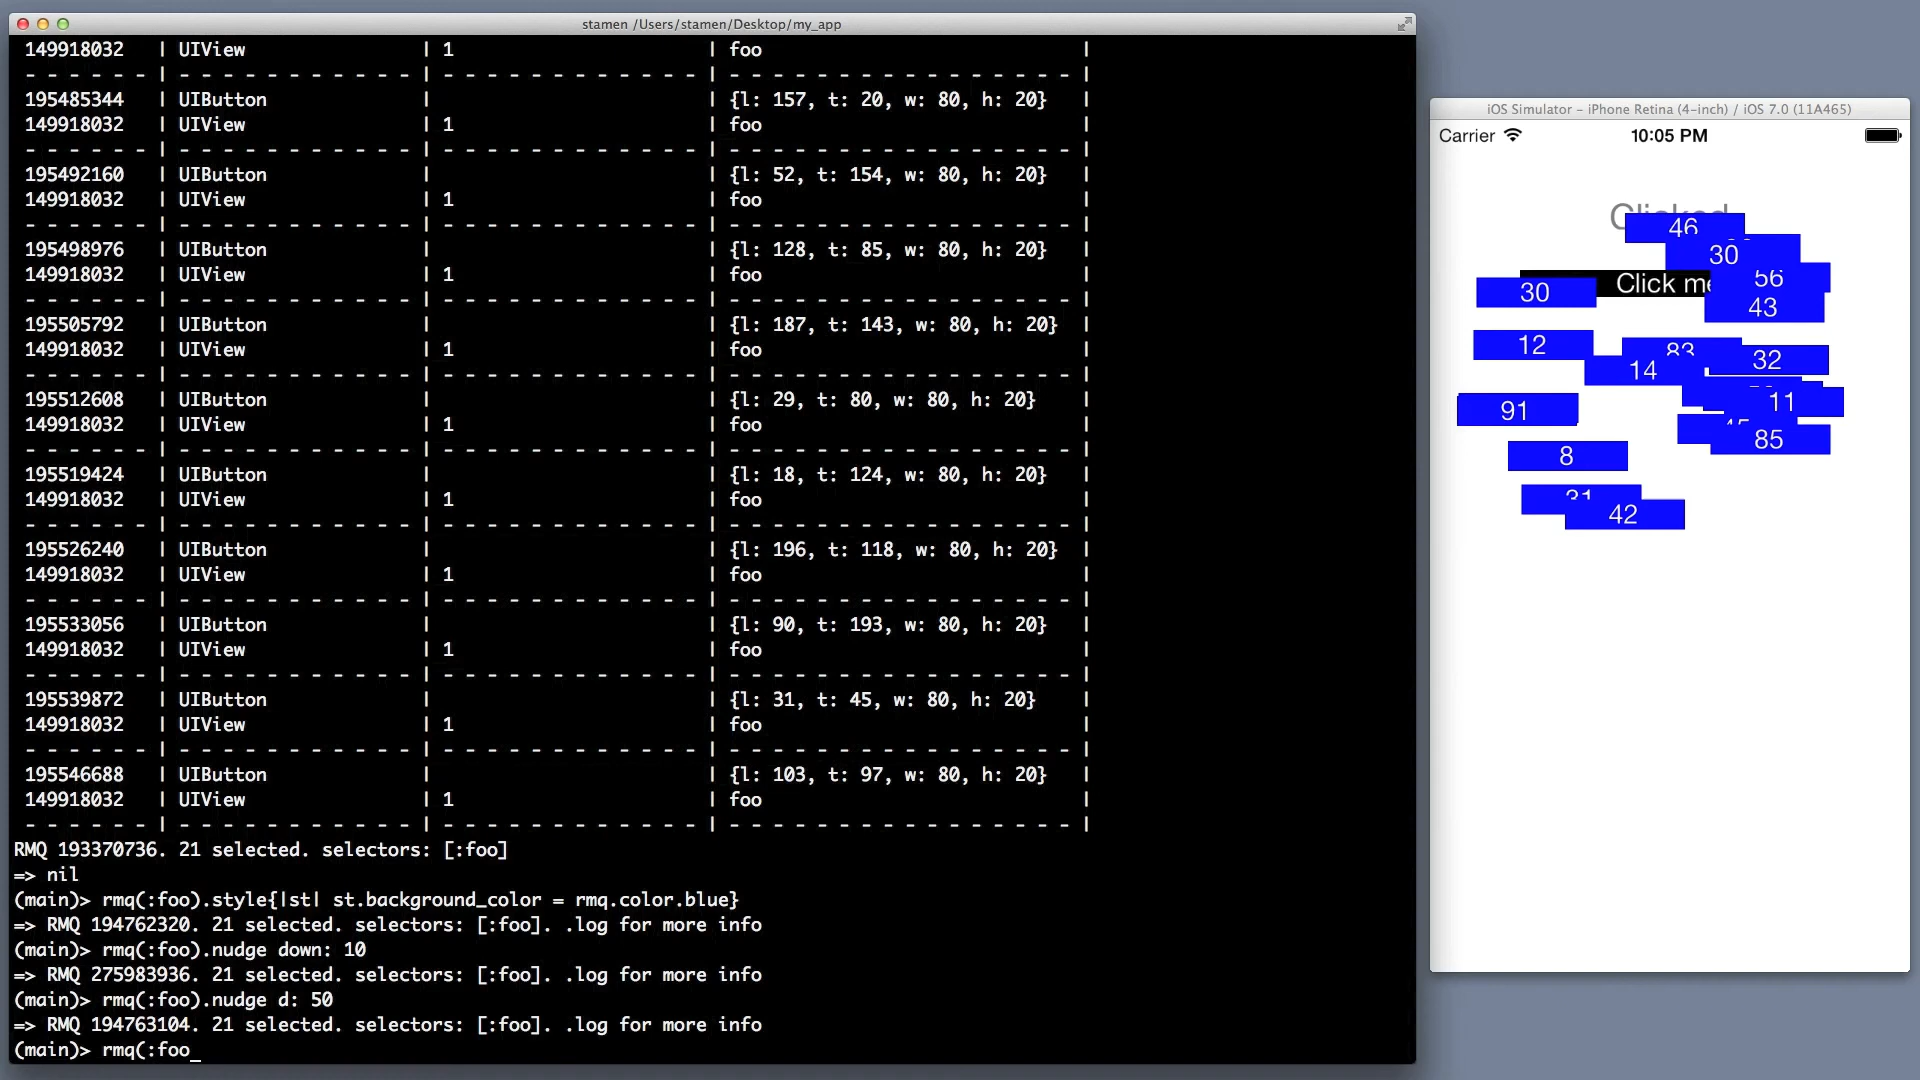 stamen /Users/stamen/Desktop/my_app
149918032 | UIView | 1 | foo |
- - - - - - | - - - - - - - - - - - | - - - - - - - - - - - - | - - - - - - - - - - - - - - - - |
195485344 | UIButton | | {l: 157, t: 20, w: 80, h: 20} |
149918032 | UIView | 1 | foo |
- - - - - - | - - - - - - - - - - - | - - - - - - - - - - - - | - - - - - - - - - - - - - - - - |
195492160 | UIButton | | {l: 52, t: 154, w: 80, h: 20} |
149918032 | UIView | 1 | foo |
- - - - - - | - - - - - - - - - - - | - - - - - - - - - - - - | - - - - - - - - - - - - - - - - |
195498976 | UIButton | | {l: 128, t: 85, w: 80, h: 20} |
149918032 | UIView | 1 | foo |
- - - - - - | - - - - - - - - - - - | - - - - - - - - - - - - | - - - - - - - - - - - - - - - - |
195505792 | UIButton | | {l: 187, t: 143, w: 80, h: 20} |
149918032 | UIView | 1 | foo |
- - - - - - | - - - - - - - - - - - | - - - - - - - - - - - - | - - - - - - - - - - - - - - - - |
195512608 | UIButton | | {l: 29, t: 80, w: 80, h: 20} |
149918032 | UIView | 1 | foo |
- - - - - - | - - - - - - - - - - - | - - - - - - - - - - - - | - - - - - - - - - - - - - - - - |
195519424 | UIButton | | {l: 18, t: 124, w: 80, h: 20} |
149918032 | UIView | 1 | foo |
- - - - - - | - - - - - - - - - - - | - - - - - - - - - - - - | - - - - - - - - - - - - - - - - |
195526240 | UIButton | | {l: 196, t: 118, w: 80, h: 20} |
149918032 | UIView | 1 | foo |
- - - - - - | - - - - - - - - - - - | - - - - - - - - - - - - | - - - - - - - - - - - - - - - - |
195533056 | UIButton | | {l: 90, t: 193, w: 80, h: 20} |
149918032 | UIView | 1 | foo |
- - - - - - | - - - - - - - - - - - | - - - - - - - - - - - - | - - - - - - - - - - - - - - - - |
195539872 | UIButton | | {l: 31, t: 45, w: 80, h: 20} |
149918032 | UIView | 1 | foo |
- - - - - - | - - - - - - - - - - - | - - - - - - - - - - - - | - - - - - - - - - - - - - - - - |
195546688 | UIButton | | {l: 103, t: 97, w: 80, h: 20} |
149918032 | UIView | 1 | foo |
- - - - - - | - - - - - - - - - - - | - - - - - - - - - - - - | - - - - - - - - - - - - - - - - |
RMQ 193370736. 21 selected. selectors: [:foo]
=> nil
(main)> rmq(:foo).style{|st| st.background_color = rmq.color.blue}
=> RMQ 194762320. 21 selected. selectors: [:foo]. .log for more info
(main)> rmq(:foo).nudge down: 10
=> RMQ 275983936. 21 selected. selectors: [:foo]. .log for more info
(main)> rmq(:foo).nudge d: 50
=> RMQ 194763104. 21 selected. selectors: [:foo]. .log for more info
(main)> rmq(:foo_
iOS Simulator – iPhone Retina (4-inch) / iOS 7.0 (11A465)
Carrier 10:05 PM
Clicked
46
30
56
Click me
30
43
12
83
32
14
11
91
85
8
31
42